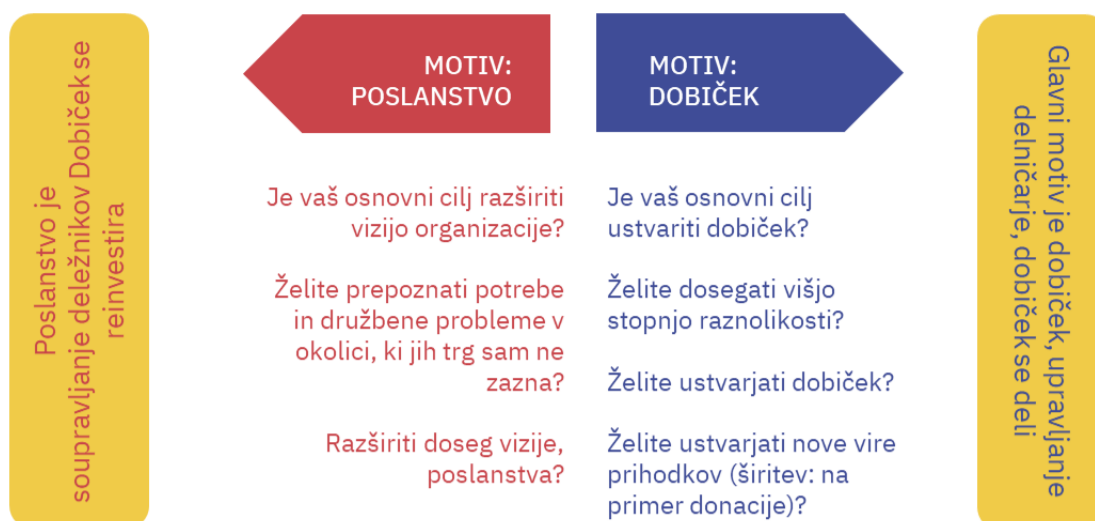 Poslanstvo je
soupravljanje deležnikov Dobiček se
reinvestira
MOTIV:
POSLANSTVO
Je vaš osnovni cilj razširiti
vizijo organizacije?
Želite prepoznati potrebe
in družbene probleme v
okolici, ki jih trg sam ne
zazna?
Razširiti doseg vizije,
poslanstva?
MOTIV:
DOBIČEK
Je vaš osnovni cilj
ustvariti dobiček?
Želite dosegati višjo
stopnjo raznolikosti?
Želite ustvarjati dobiček?
Želite ustvarjati nove vire
prihodkov (širitev: na
primer donacije)?
Glavni motiv je dobiček, upravljanje
delničarje, dobiček se deli